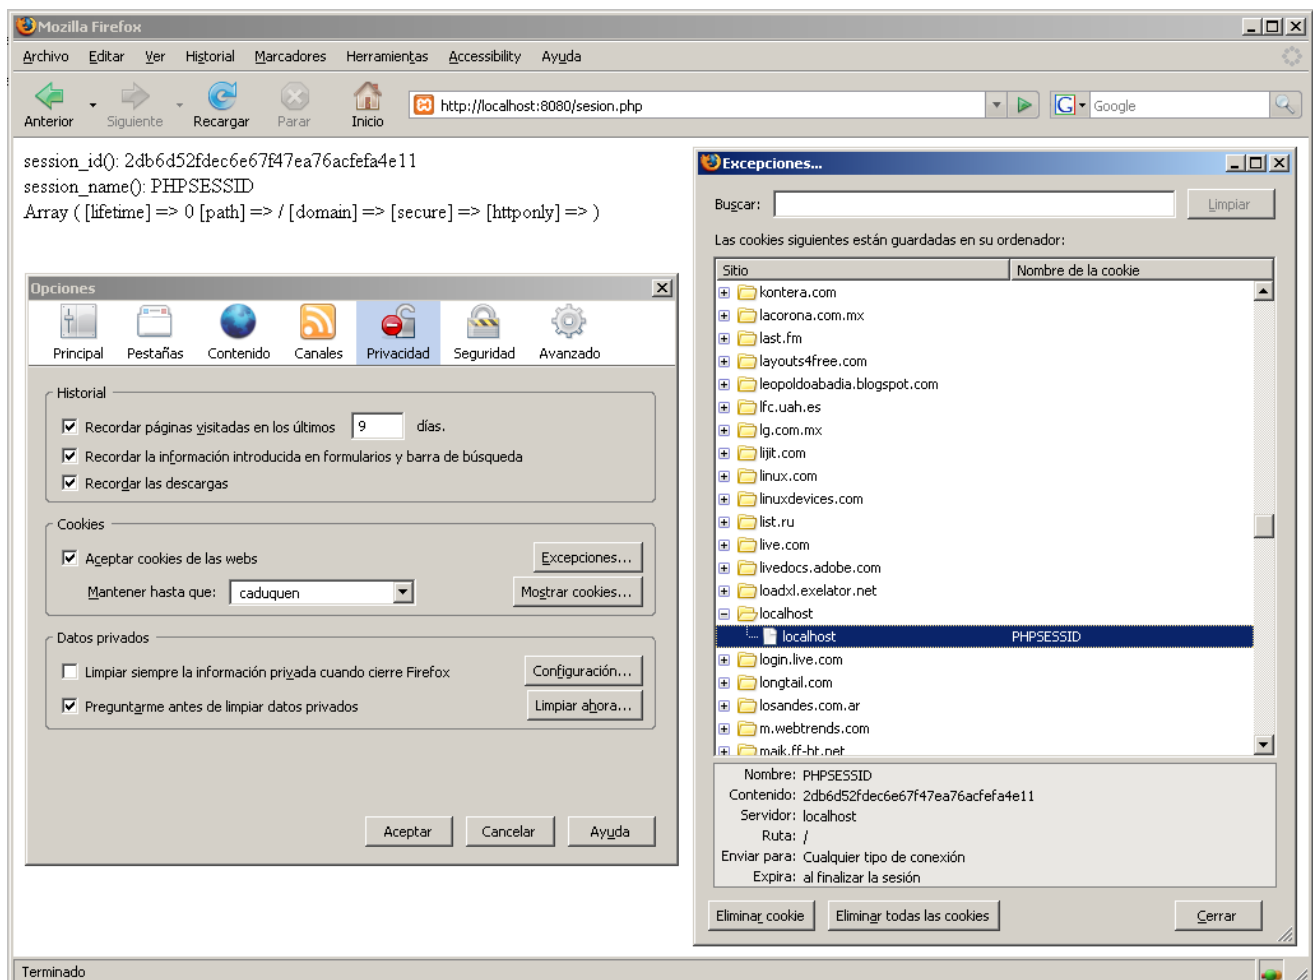 Mozilla Firefox
Archivo Editar Ver Historial Marcadores Herramientas Accessibility Ayuda
Anterior Siguiente Recargar Parar Inicio http://localhost:8080/sesion.php G Google
session_id(): 2db6d52fdec6e67f47ea76acfefa4e11
session_name(): PHPSESSID
Array ( [lifetime] => 0 [path] => / [domain] => [secure] => [httponly] => )
Opciones
Principal Pestañas Contenido Canales Privacidad Seguridad Avanzado
Historial
Recordar páginas visitadas en los últimos 9 días.
Recordar la información introducida en formularios y barra de búsqueda
Recordar las descargas
Cookies
Aceptar cookies de las webs Excepciones...
Mantener hasta que: caduquen Mostrar cookies...
Datos privados
Limpiar siempre la información privada cuando cierre Firefox Configuración...
Preguntarme antes de limpiar datos privados Limpiar ahora...
Aceptar Cancelar Ayuda
Excepciones...
Buscar: Limpiar
Las cookies siguientes están guardadas en su ordenador:
Sitio Nombre de la cookie
kontera.com
lacorona.com.mx
last.fm
layouts4free.com
leopoldoabadia.blogspot.com
lfc.uah.es
lg.com.mx
lijit.com
linux.com
linuxdevices.com
list.ru
live.com
livedocs.adobe.com
loadxl.exelator.net
localhost
localhost PHPSESSID
login.live.com
longtail.com
losandes.com.ar
m.webtrends.com
maik.ff-ht.net
Nombre: PHPSESSID
Contenido: 2db6d52fdec6e67f47ea76acfefa4e11
Servidor: localhost
Ruta: /
Enviar para: Cualquier tipo de conexión
Expira: al finalizar la sesión
Eliminar cookie Eliminar todas las cookies Cerrar
Terminado